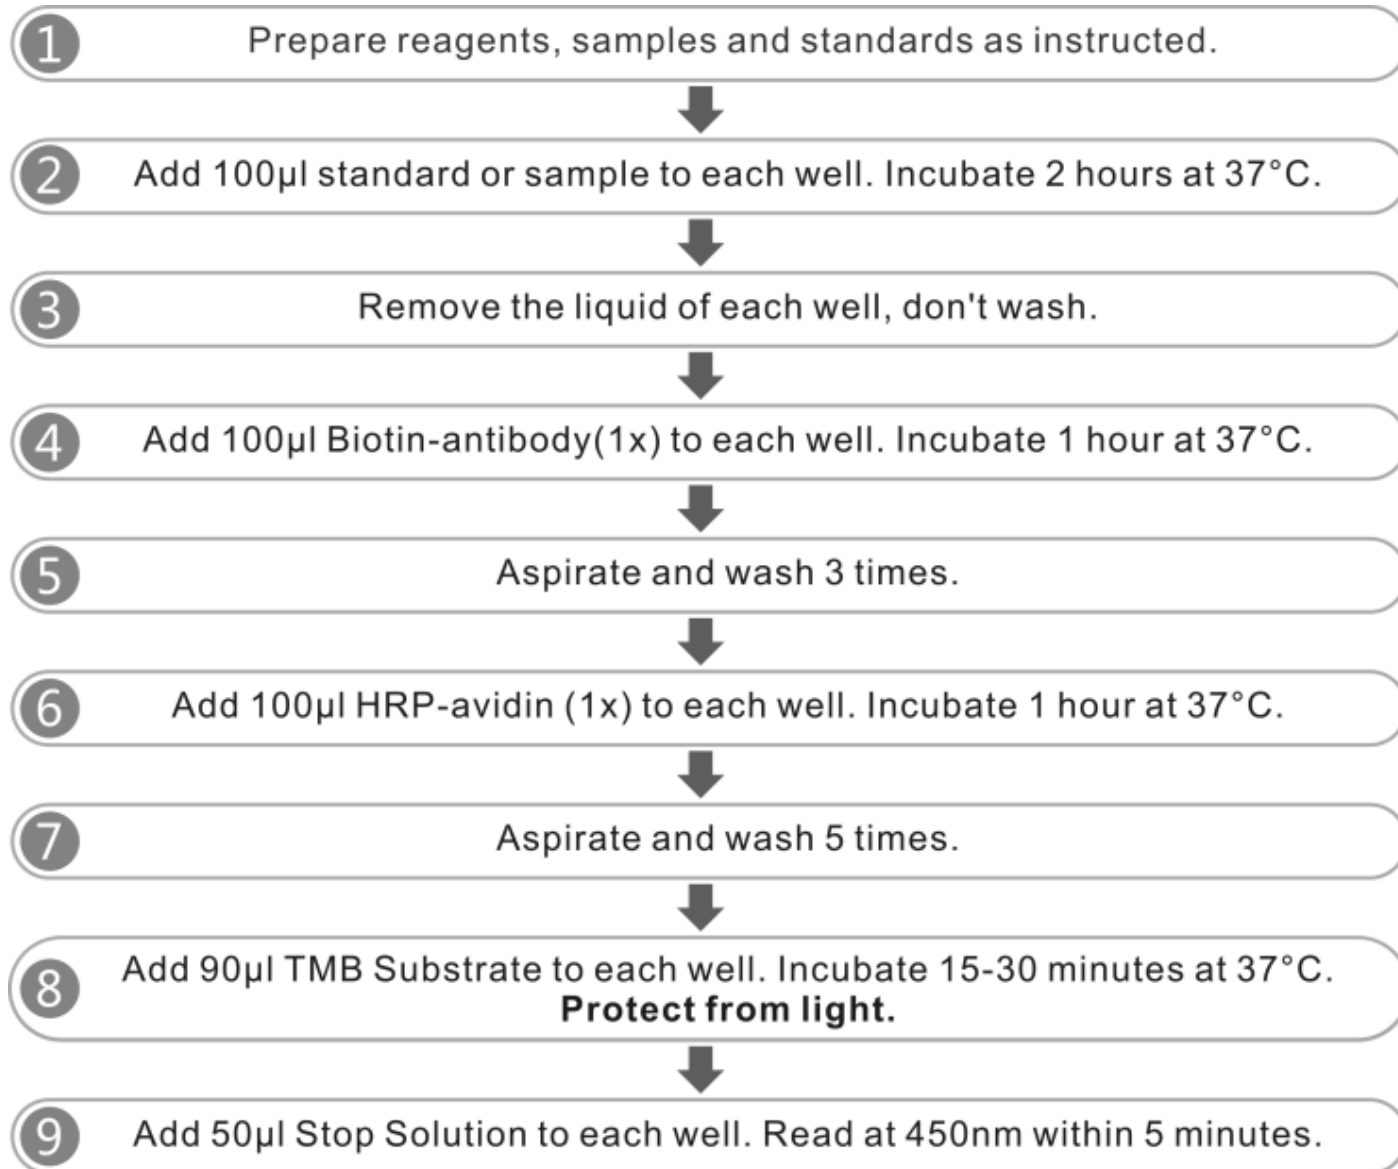 1 Prepare reagents, samples and standards as instructed.
2 Add 100µl standard or sample to each well. Incubate 2 hours at 37°C.
3 Remove the liquid of each well, don't wash.
4 Add 100µl Biotin-antibody(1x) to each well. Incubate 1 hour at 37°C.
5 Aspirate and wash 3 times.
6 Add 100µl HRP-avidin (1x) to each well. Incubate 1 hour at 37°C.
7 Aspirate and wash 5 times.
8 Add 90µl TMB Substrate to each well. Incubate 15-30 minutes at 37°C.
Protect from light.
9 Add 50µl Stop Solution to each well. Read at 450nm within 5 minutes.